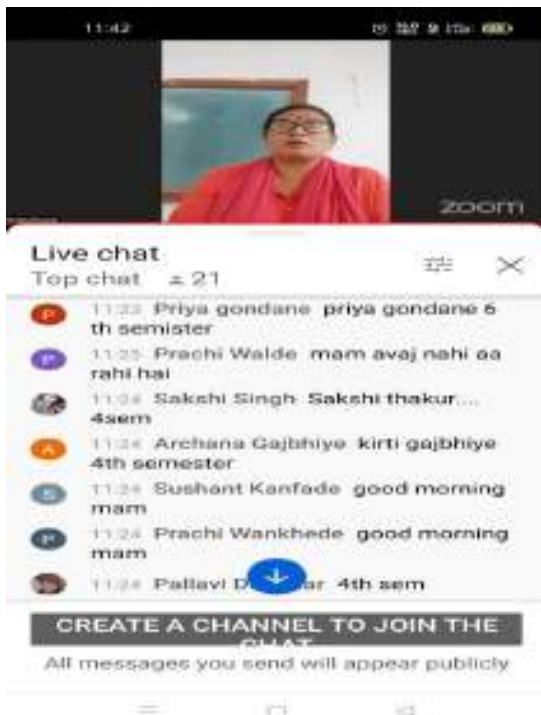 11:42
zoom
Live chat
Top chat 21
11:23 Priya gondane priya gondane 6
th semister
11:25 Prachi Walde mam avaj nahi aa
rahi hai
11:24 Sakshi Singh Sakshi thakur....
4sem
11:24 Archana Gajbhiye kirti gajbhiye
4th semester
11:24 Sushant Kanfade good morning
mam
11:24 Prachi Wankhede good morning
mam
11:24 Pallavi 4th sem
CREATE A CHANNEL TO JOIN THE
CHAT
All messages you send will appear publicly